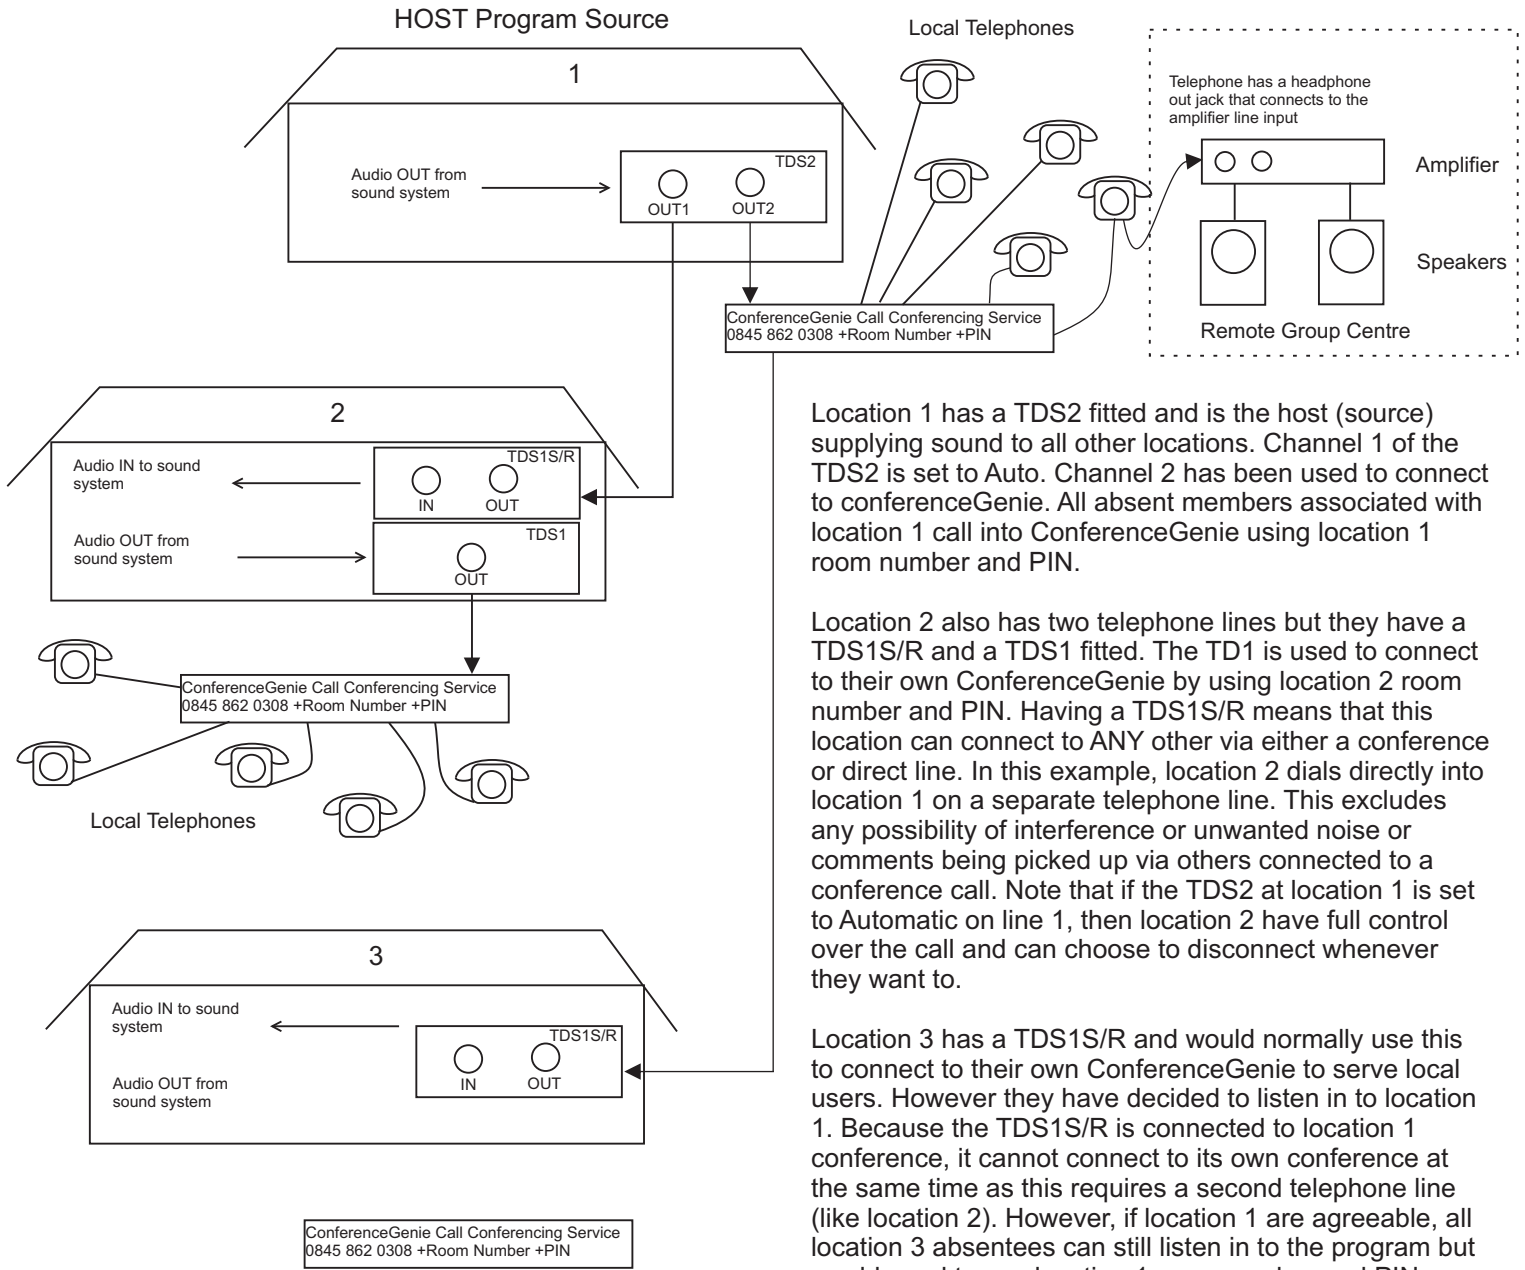 HOST Program Source
1
Audio OUT from
sound system
TDS2
OUT1
OUT2
Local Telephones
Telephone has a headphone
out jack that connects to the
amplifier line input
Amplifier
Speakers
Remote Group Centre
ConferenceGenie Call Conferencing Service
0845 862 0308 +Room Number +PIN
2
Audio IN to sound
system
TDS1S/R
IN
OUT
Audio OUT from
sound system
TDS1
OUT
ConferenceGenie Call Conferencing Service
0845 862 0308 +Room Number +PIN
Local Telephones
3
Audio IN to sound
system
TDS1S/R
IN
OUT
Audio OUT from
sound system
ConferenceGenie Call Conferencing Service
0845 862 0308 +Room Number +PIN
Location 1 has a TDS2 fitted and is the host (source)
supplying sound to all other locations. Channel 1 of the
TDS2 is set to Auto. Channel 2 has been used to connect
to conferenceGenie. All absent members associated with
location 1 call into ConferenceGenie using location 1
room number and PIN.
Location 2 also has two telephone lines but they have a
TDS1S/R and a TDS1 fitted. The TD1 is used to connect
to their own ConferenceGenie by using location 2 room
number and PIN. Having a TDS1S/R means that this
location can connect to ANY other via either a conference
or direct line. In this example, location 2 dials directly into
location 1 on a separate telephone line. This excludes
any possibility of interference or unwanted noise or
comments being picked up via others connected to a
conference call. Note that if the TDS2 at location 1 is set
to Automatic on line 1, then location 2 have full control
over the call and can choose to disconnect whenever
they want to.
Location 3 has a TDS1S/R and would normally use this
to connect to their own ConferenceGenie to serve local
users. However they have decided to listen in to location
1. Because the TDS1S/R is connected to location 1
conference, it cannot connect to its own conference at
the same time as this requires a second telephone line
(like location 2). However, if location 1 are agreeable, all
location 3 absentees can still listen in to the program but